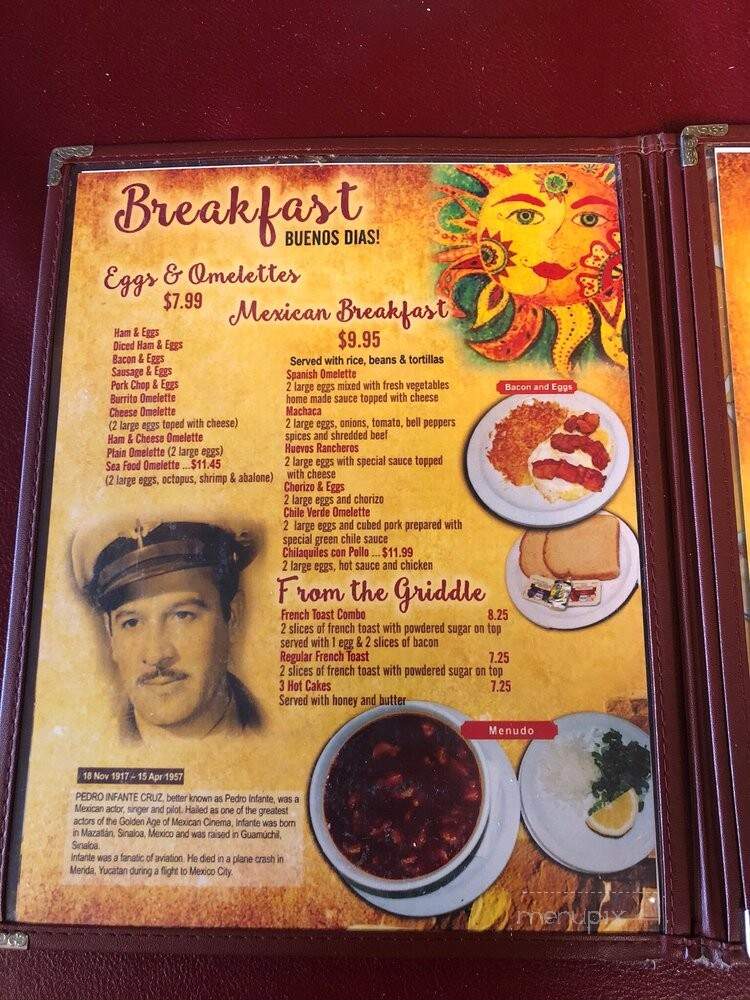 Breakfast
BUENOS DIAS!
Eggs & Omelettes
$7.99
Ham & Eggs
Diced Ham & Eggs
Bacon & Eggs
Sausage & Eggs
Pork Chop & Eggs
Burrito Omelette
Cheese Omelette
(2 large eggs toped with cheese)
Ham & Cheese Omelette
Plain Omelette (2 large eggs)
Sea Food Omelette ...$11.45
(2 large eggs, octopus, shrimp & abalone)
Mexican Breakfast
$9.95
Served with rice, beans & tortillas
Spanish Omelette
2 large eggs mixed with fresh vegetables
home made sauce topped with cheese
Machaca
2 large eggs, onions, tomato, bell peppers
spices and shredded beef
Huevos Rancheros
2 large eggs with special sauce topped
with cheese
Chorizo & Eggs
2 large eggs and chorizo
Chile Verde Omelette
2 large eggs and cubed pork prepared with
special green chile sauce
Chilaquiles con Pollo ... $11.99
2 large eggs, hot sauce and chicken
From the Griddle
French Toast Combo 8.25
2 slices of french toast with powdered sugar on top
served with 1 egg & 2 slices of bacon
Regular French Toast 7.25
2 slices of french toast with powdered sugar on top
3 Hot Cakes 7.25
Served with honey and butter
Bacon and Eggs
Menudo
18 Nov 1917 – 15 Apr 1957
PEDRO INFANTE CRUZ, better known as Pedro Infante, was a
Mexican actor, singer and pilot. Hailed as one of the greatest
actors of the Golden Age of Mexican Cinema, Infante was born
in Mazatlán, Sinaloa, Mexico and was raised in Guamúchil,
Sinaloa.
Infante was a fanatic of aviation. He died in a plane crash in
Merida, Yucatan during a flight to Mexico City.
menupix